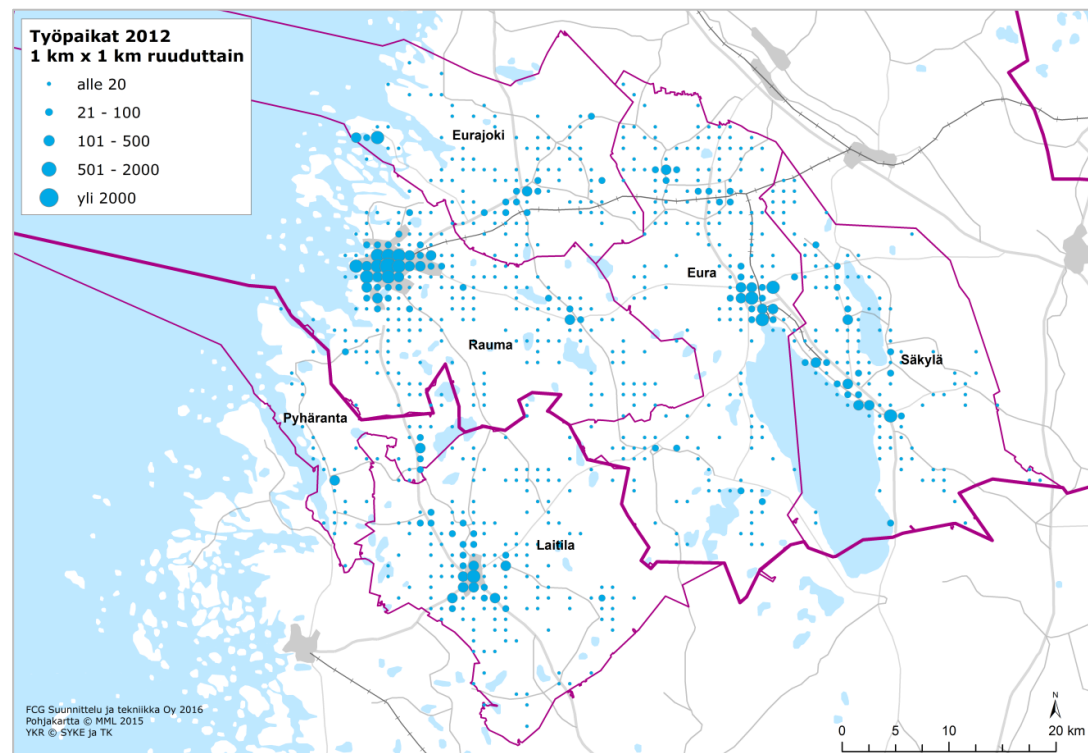 Työpaikat 2012
1 km x 1 km ruuduttain
alle 20
21 - 100
101 - 500
501 - 2000
yli 2000
Eurajoki
Eura
Rauma
Säkylä
Pyhäranta
Laitila
FCG Suunnittelu ja tekniikka Oy 2016
Pohjakartta © MML 2015
YKR © SYKE ja TK
N
0 5 10 20 km